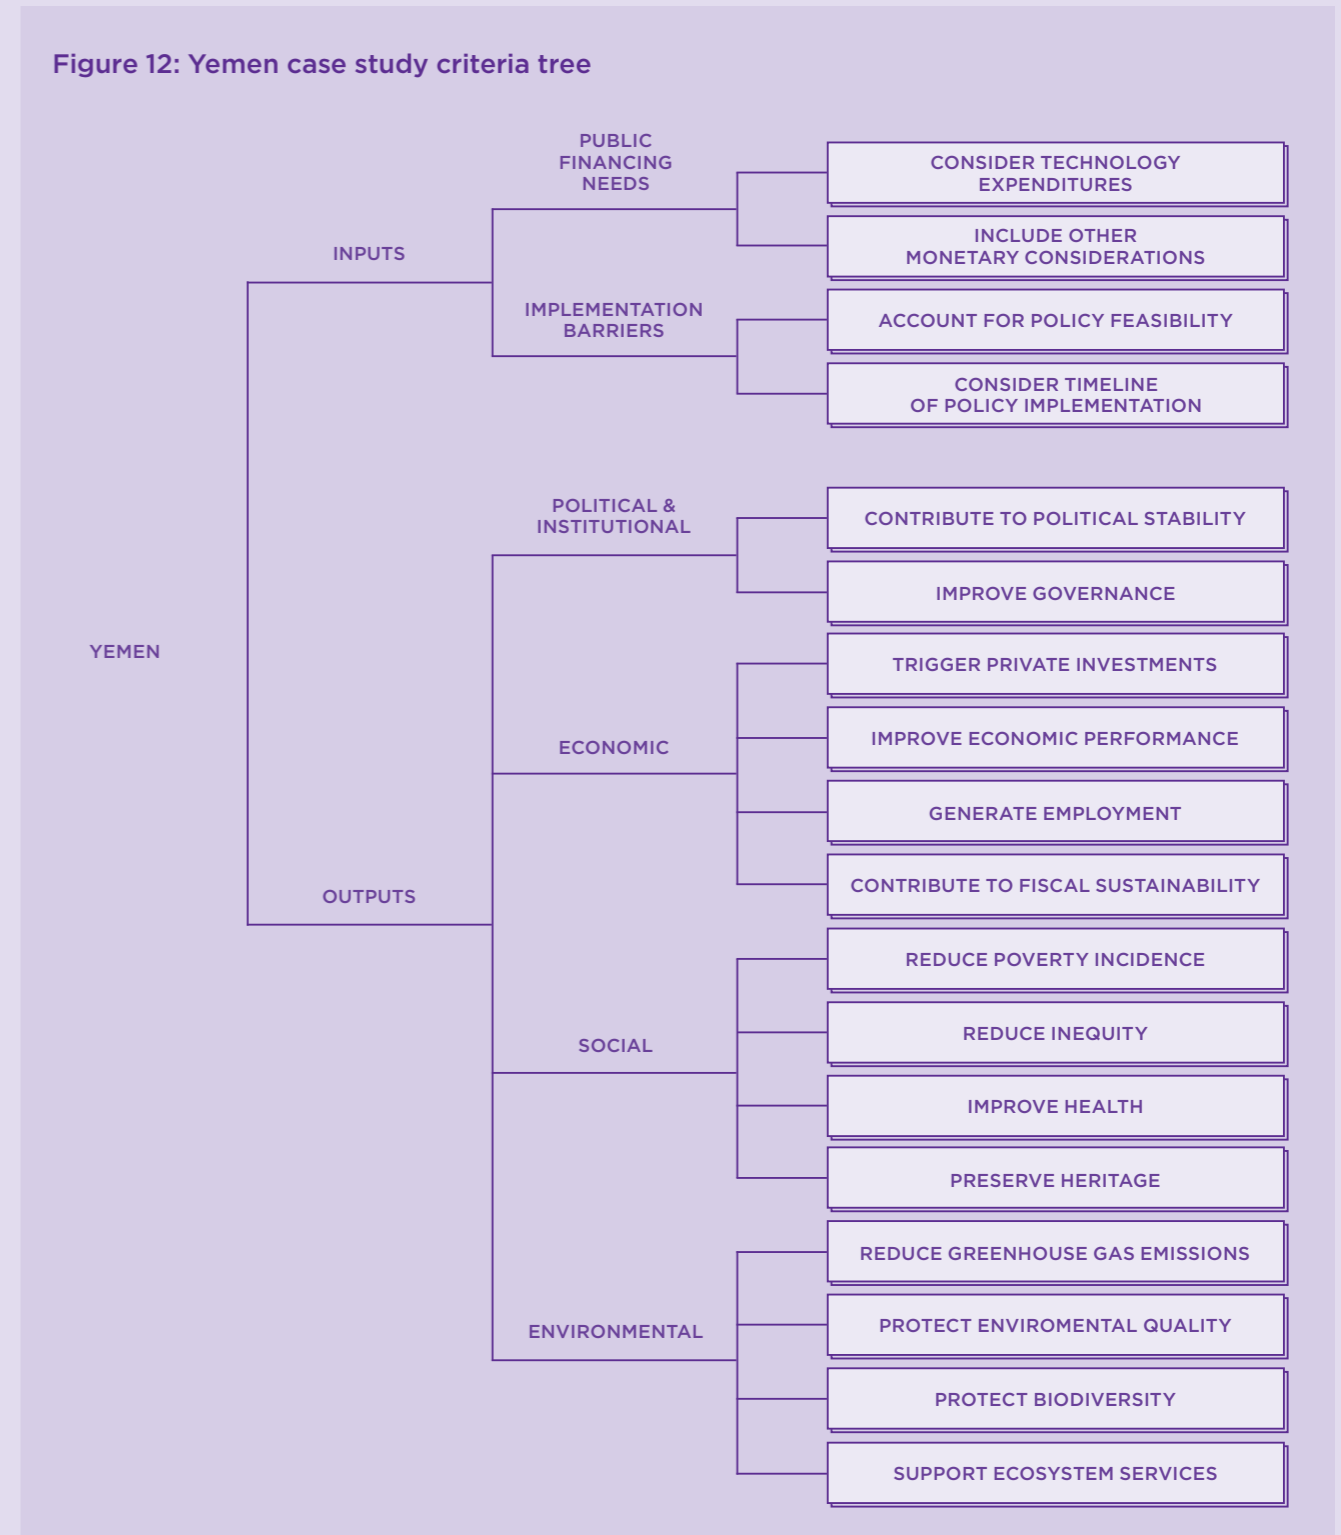 Figure 12: Yemen case study criteria tree
PUBLIC
FINANCING
NEEDS
CONSIDER TECHNOLOGY
EXPENDITURES
INCLUDE OTHER
MONETARY CONSIDERATIONS
INPUTS
IMPLEMENTATION
BARRIERS
ACCOUNT FOR POLICY FEASIBILITY
CONSIDER TIMELINE
OF POLICY IMPLEMENTATION
POLITICAL &
INSTITUTIONAL
CONTRIBUTE TO POLITICAL STABILITY
IMPROVE GOVERNANCE
YEMEN
TRIGGER PRIVATE INVESTMENTS
IMPROVE ECONOMIC PERFORMANCE
ECONOMIC
GENERATE EMPLOYMENT
CONTRIBUTE TO FISCAL SUSTAINABILITY
OUTPUTS
REDUCE POVERTY INCIDENCE
REDUCE INEQUITY
SOCIAL
IMPROVE HEALTH
PRESERVE HERITAGE
REDUCE GREENHOUSE GAS EMISSIONS
PROTECT ENVIROMENTAL QUALITY
ENVIRONMENTAL
PROTECT BIODIVERSITY
SUPPORT ECOSYSTEM SERVICES